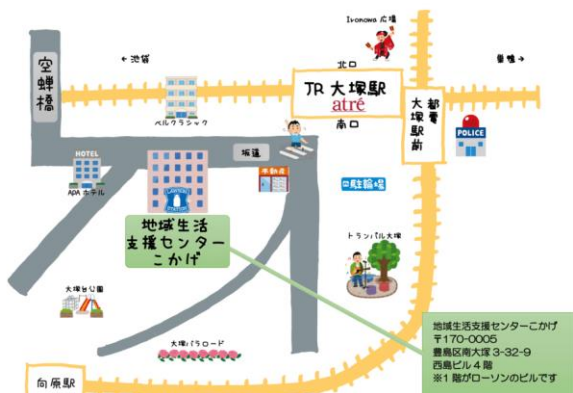 Ironowa 広場
← 池袋
北口
巣鴨 →
空蝉橋
JR 大塚駅
atré
都電
大塚駅前
ベルクラシック
南口
POLICE
坂道
HOTEL
APA ホテル
不動産
LAWSON
STATION
駐輪場
地域生活
支援センター
こかげ
トランパル大塚
大塚台公園
大塚バラロード
向原駅
地域生活支援センターこかげ
〒170-0005
豊島区南大塚 3-32-9
西島ビル 4 階
※1 階がローソンのビルです